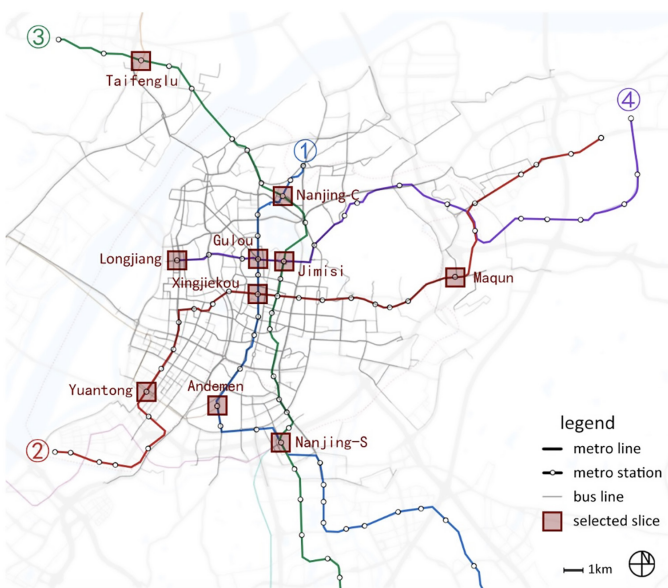 ③
Taifenglu
④
①
Nanjing-C
Gulou
Longjiang
Jimisi
Xingjiekou
Maqun
Yuantong
Andemen
②
Nanjing-S
legend
metro line
metro station
bus line
selected slice
1km
N